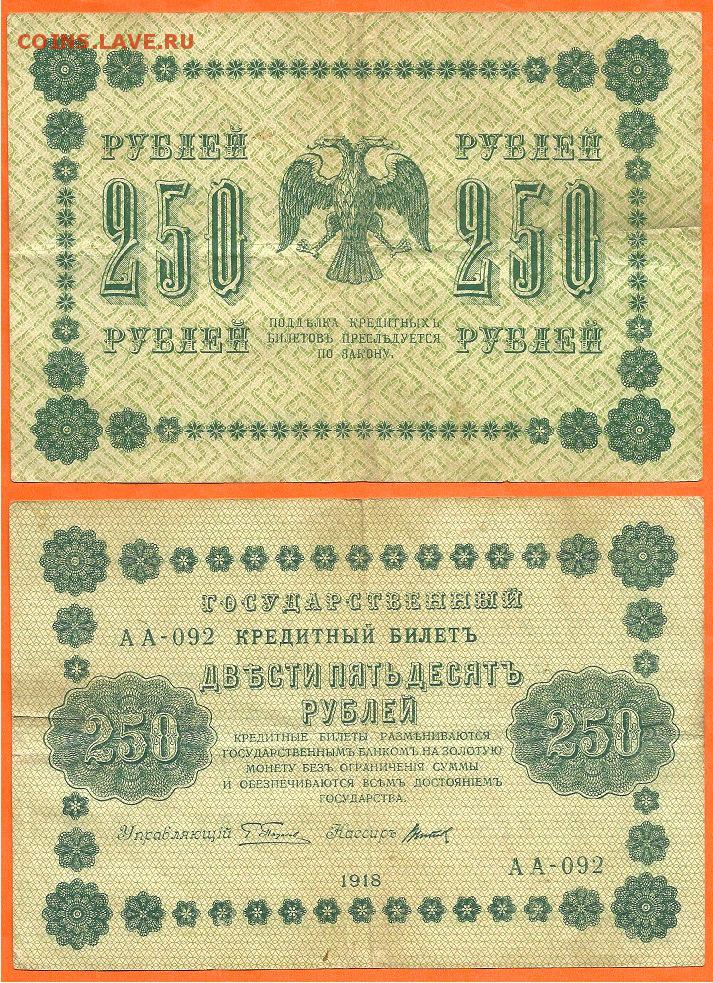 COINS.LAVE.RU
РУБЛЕЙ РУБЛЕЙ
250 250
РУБЛЕЙ РУБЛЕЙ
ПОДДѢЛКА КРЕДИТНЫХЪ
БИЛЕТОВЪ ПРЕСЛѢДУЕТСЯ
ПО ЗАКОНУ.
ГОСУДАРСТВЕННЫЙ
АА-092 КРЕДИТНЫЙ БИЛЕТЪ
ДВѢСТИ ПЯТЬДЕСЯТЪ
РУБЛЕЙ
250 250
КРЕДИТНЫЕ БИЛЕТЫ РАЗМѢНИВАЮТСЯ
ГОСУДАРСТВЕННЫМЪ БАНКОМЪ НА ЗОЛОТУЮ
МОНЕТУ БЕЗЪ ОГРАНИЧЕНІЯ СУММЫ
И ОБЕЗПЕЧИВАЮТСЯ ВСѢМЪ ДОСТОЯНІЕМЪ
ГОСУДАРСТВА.
Управляющій Кассиръ
АА-092
1918